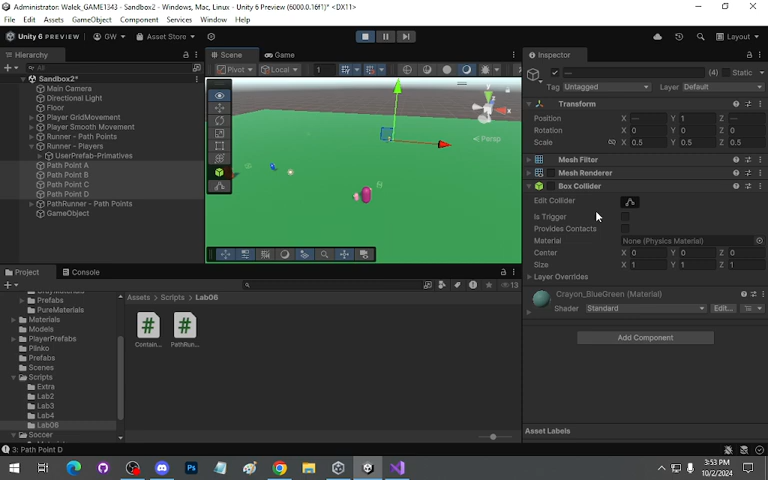 Administrator: Walek_GAME1343 - Sandbox2 - Windows, Mac, Linux - Unity 6 Preview (6000.0.16f1)* <DX11>
File Edit Assets GameObject Component Services Window Help
Unity 6 PREVIEW GW Asset Store Layout
Hierarchy Scene Game Inspector
All Pivot Local 1 (4) Static
Sandbox2* Tag Untagged Layer Default
Main Camera Transform
Directional Light
Floor Position X — Y 1 Z —
Player GridMovement Rotation X 0 Y 0 Z 0
Player Smooth Movement Scale X 0.5 Y 0.5 Z 0.5
Runner - Path Points
Runner - Players Persp
UserPrefab-Primatives Mesh Filter
Path Point A Mesh Renderer
Path Point B Box Collider
Path Point C Edit Collider
Path Point D Is Trigger
PathRunner - Path Points Provides Contacts
GameObject Material None (Physics Material)
Center X 0 Y 0 Z 0
Size X 1 Y 1 Z 1
Project Console Layer Overrides
13
Prefabs Assets > Scripts > Lab06 Crayon_BlueGreen (Material)
PureMaterials Shader Standard Edit...
Materials
Models
PlayerPrefabs Contain... PathRun... Add Component
Plinko
Prefabs
Scenes
Scripts
Extra
Lab2
Lab3
Lab4
Lab06 Asset Labels
Soccer
3: Path Point D
3:53 PM
10/2/2024